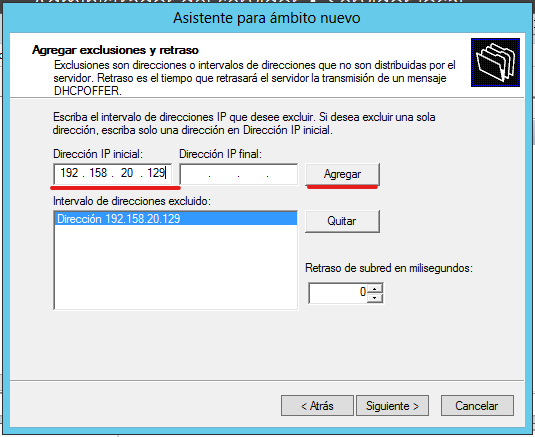 Asistente para ámbito nuevo
Agregar exclusiones y retraso
Exclusiones son direcciones o intervalos de direcciones que no son distribuidas por el
servidor. Retraso es el tiempo que retrasará el servidor la transmisión de un mensaje
DHCPOFFER.
Escriba el intervalo de direcciones IP que desee excluir. Si desea excluir una sola
dirección, escriba solo una dirección en Dirección IP inicial.
Dirección IP inicial: Dirección IP final:
192 . 158 . 20 . 129 . . . Agregar
Intervalo de direcciones excluido:
Dirección 192.158.20.129 Quitar
Retraso de subred en milisegundos:
0
< Atrás Siguiente > Cancelar